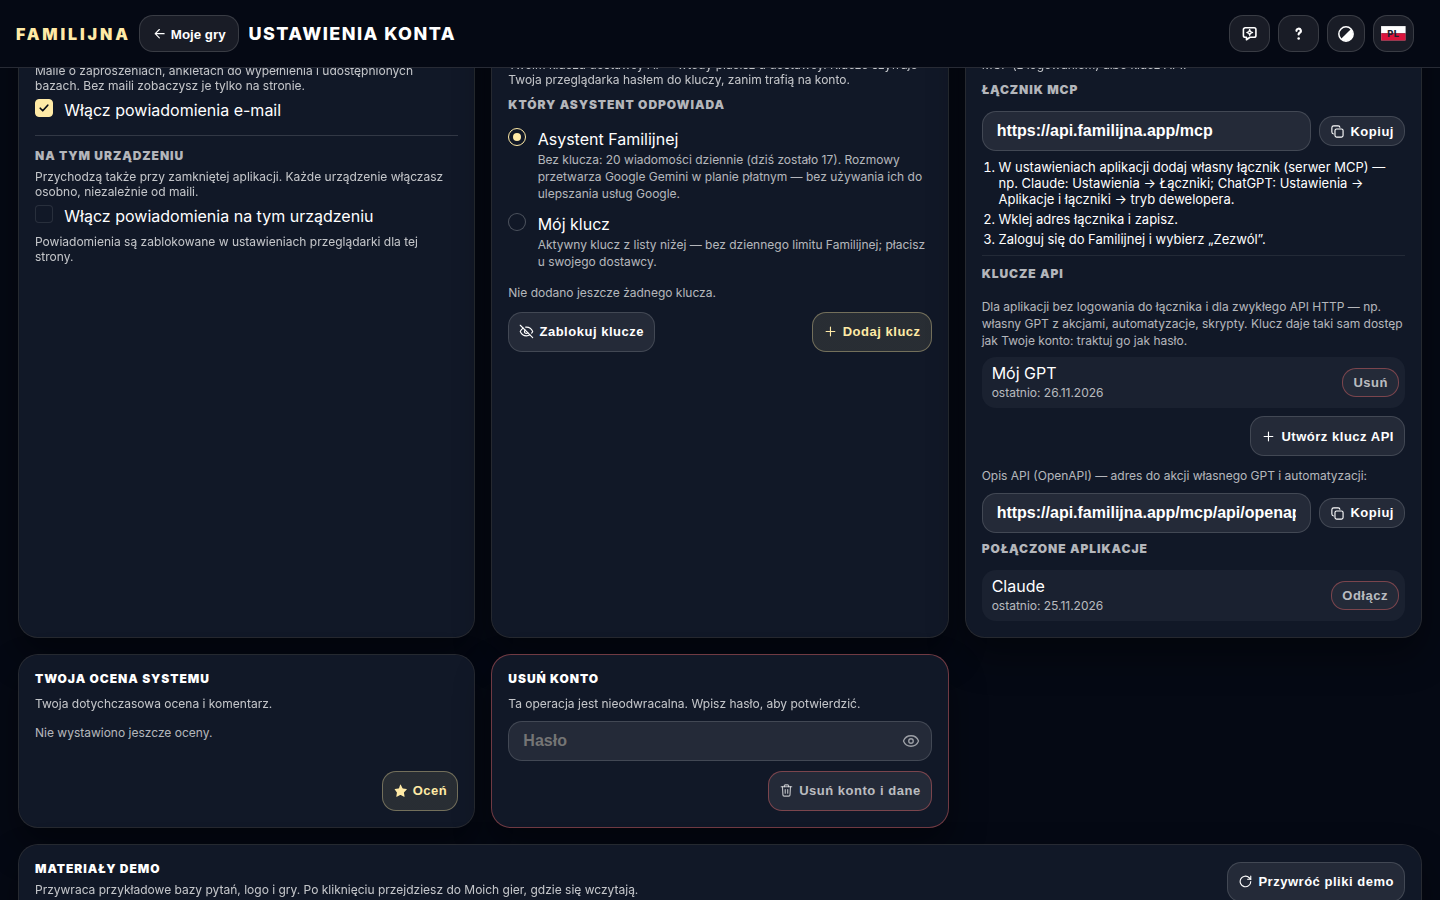 FAMILIJNA
Moje gry
USTAWIENIA KONTA
?
PL
Maile o zaproszeniach, ankietach do wypełnienia i udostępnionych
bazach. Bez maili zobaczysz je tylko na stronie.
Włącz powiadomienia e-mail
NA TYM URZĄDZENIU
Przychodzą także przy zamkniętej aplikacji. Każde urządzenie włączasz
osobno, niezależnie od maili.
Włącz powiadomienia na tym urządzeniu
Powiadomienia są zablokowane w ustawieniach przeglądarki dla tej
strony.
Twoja przeglądarka hasłem do kluczy, zanim trafią na konto.
KTÓRY ASYSTENT ODPOWIADA
Asystent Familijnej
Bez klucza: 20 wiadomości dziennie (dziś zostało 17). Rozmowy
przetwarza Google Gemini w planie płatnym — bez używania ich do
ulepszania usług Google.
Mój klucz
Aktywny klucz z listy niżej — bez dziennego limitu Familijnej; płacisz
u swojego dostawcy.
Nie dodano jeszcze żadnego klucza.
Zablokuj klucze
Dodaj klucz
ŁĄCZNIK MCP
https://api.familijna.app/mcp
Kopiuj
1. W ustawieniach aplikacji dodaj własny łącznik (serwer MCP) —
np. Claude: Ustawienia → Łączniki; ChatGPT: Ustawienia →
Aplikacje i łączniki → tryb dewelopera.
2. Wklej adres łącznika i zapisz.
3. Zaloguj się do Familijnej i wybierz „Zezwól”.
KLUCZE API
Dla aplikacji bez logowania do łącznika i dla zwykłego API HTTP — np.
własny GPT z akcjami, automatyzacje, skrypty. Klucz daje taki sam dostęp
jak Twoje konto: traktuj go jak hasło.
Mój GPT
ostatnio: 26.11.2026
Usuń
Utwórz klucz API
Opis API (OpenAPI) — adres do akcji własnego GPT i automatyzacji:
https://api.familijna.app/mcp/api/openap
Kopiuj
POŁĄCZONE APLIKACJE
Claude
ostatnio: 25.11.2026
Odłącz
TWOJA OCENA SYSTEMU
Twoja dotychczasowa ocena i komentarz.
Nie wystawiono jeszcze oceny.
Oceń
USUŃ KONTO
Ta operacja jest nieodwracalna. Wpisz hasło, aby potwierdzić.
Hasło
Usuń konto i dane
MATERIAŁY DEMO
Przywraca przykładowe bazy pytań, logo i gry. Po kliknięciu przejdziesz do Moich gier, gdzie się wczytają.
Przywróć pliki demo